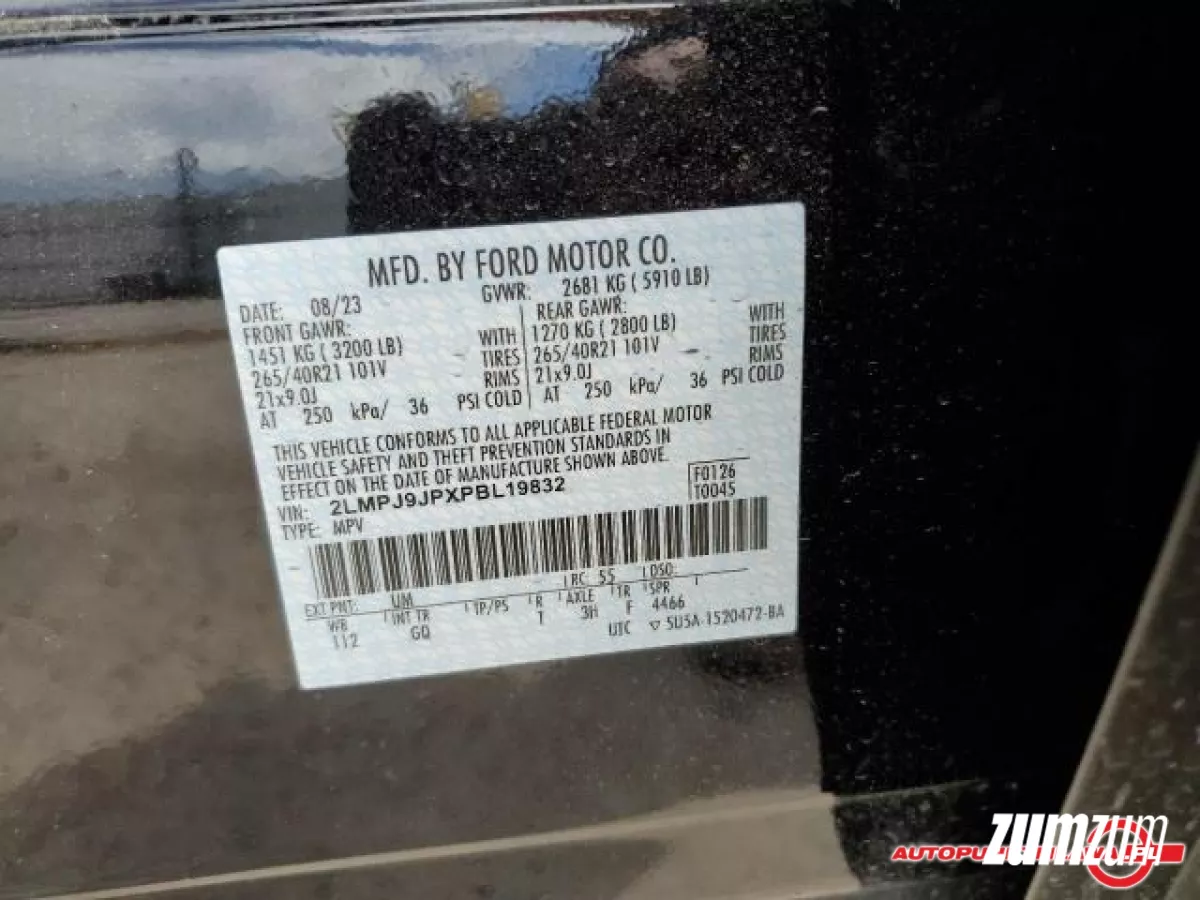 MFD. BY FORD MOTOR CO.
DATE: 08/23 GVWR: 2681 KG ( 5910 LB)
FRONT GAWR: REAR GAWR:
1451 KG ( 3200 LB) WITH 1270 KG ( 2800 LB) WITH
265/40R21 101V TIRES 265/40R21 101V TIRES
21x9.0J RIMS 21x9.0J RIMS
AT 250 kPa/ 36 PSI COLD AT 250 kPa/ 36 PSI COLD
THIS VEHICLE CONFORMS TO ALL APPLICABLE FEDERAL MOTOR
VEHICLE SAFETY AND THEFT PREVENTION STANDARDS IN
EFFECT ON THE DATE OF MANUFACTURE SHOWN ABOVE.
VIN: 2LMPJ9JPXPBL19832 F0126
TYPE: MPV T0045
EXT PNT: UM RC 55 DSO:
WB INT TR TP/PS R AXLE TR SPR
112 GQ T 3H F 4466
UTC ▽ 5U5A-1520472-BA
zumzum